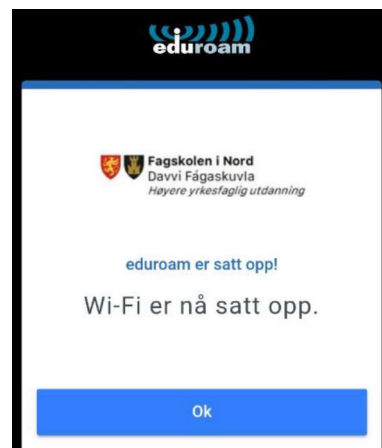 eduroam
Fagskolen i Nord
Davvi Fágaskuvla
Høyere yrkesfaglig utdanning
eduroam er satt opp!
Wi-Fi er nå satt opp.
Ok